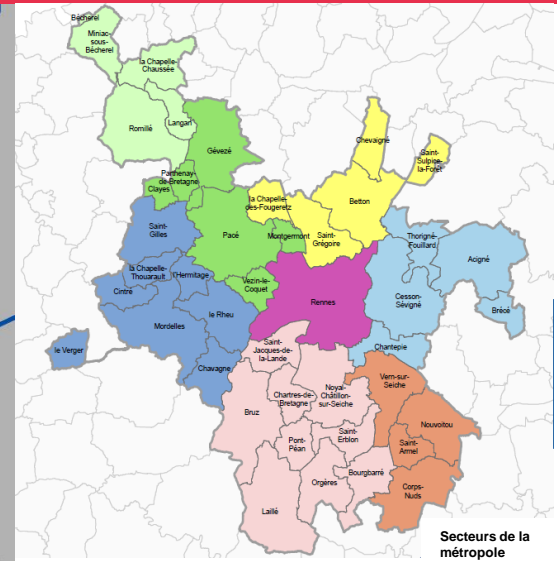 Bécherel
Miniac-
sous-
Bécherel
la Chapelle-
Chaussée
Romillé
Langan
Gévezé
Parthenay-
de-Bretagne
Clayes
Chevaigné
Saint-
Sulpice-
la-Forêt
Betton
la Chapelle-
des-Fougeretz
Saint-
Grégoire
Montgermont
Pacé
Saint-
Gilles
Thorigné-
Fouillard
Acigné
la Chapelle-
Thouarault
l'Hermitage
Cintré
Vezin-le-
Coquet
Rennes
Cesson-
Sévigné
Brécé
le Rheu
Mordelles
le Verger
Chavagne
Saint-
Jacques-de-
la-Lande
Chantepie
Vern-sur-
Seiche
Noyal-
Châtillon-
sur-Seiche
Chartres-de-
Bretagne
Bruz
Nouvoitou
Saint-
Erblon
Pont-
Péan
Saint-
Armel
Bourgbarré
Orgères
Corps-
Nuds
Laillé
Secteurs de la
métropole